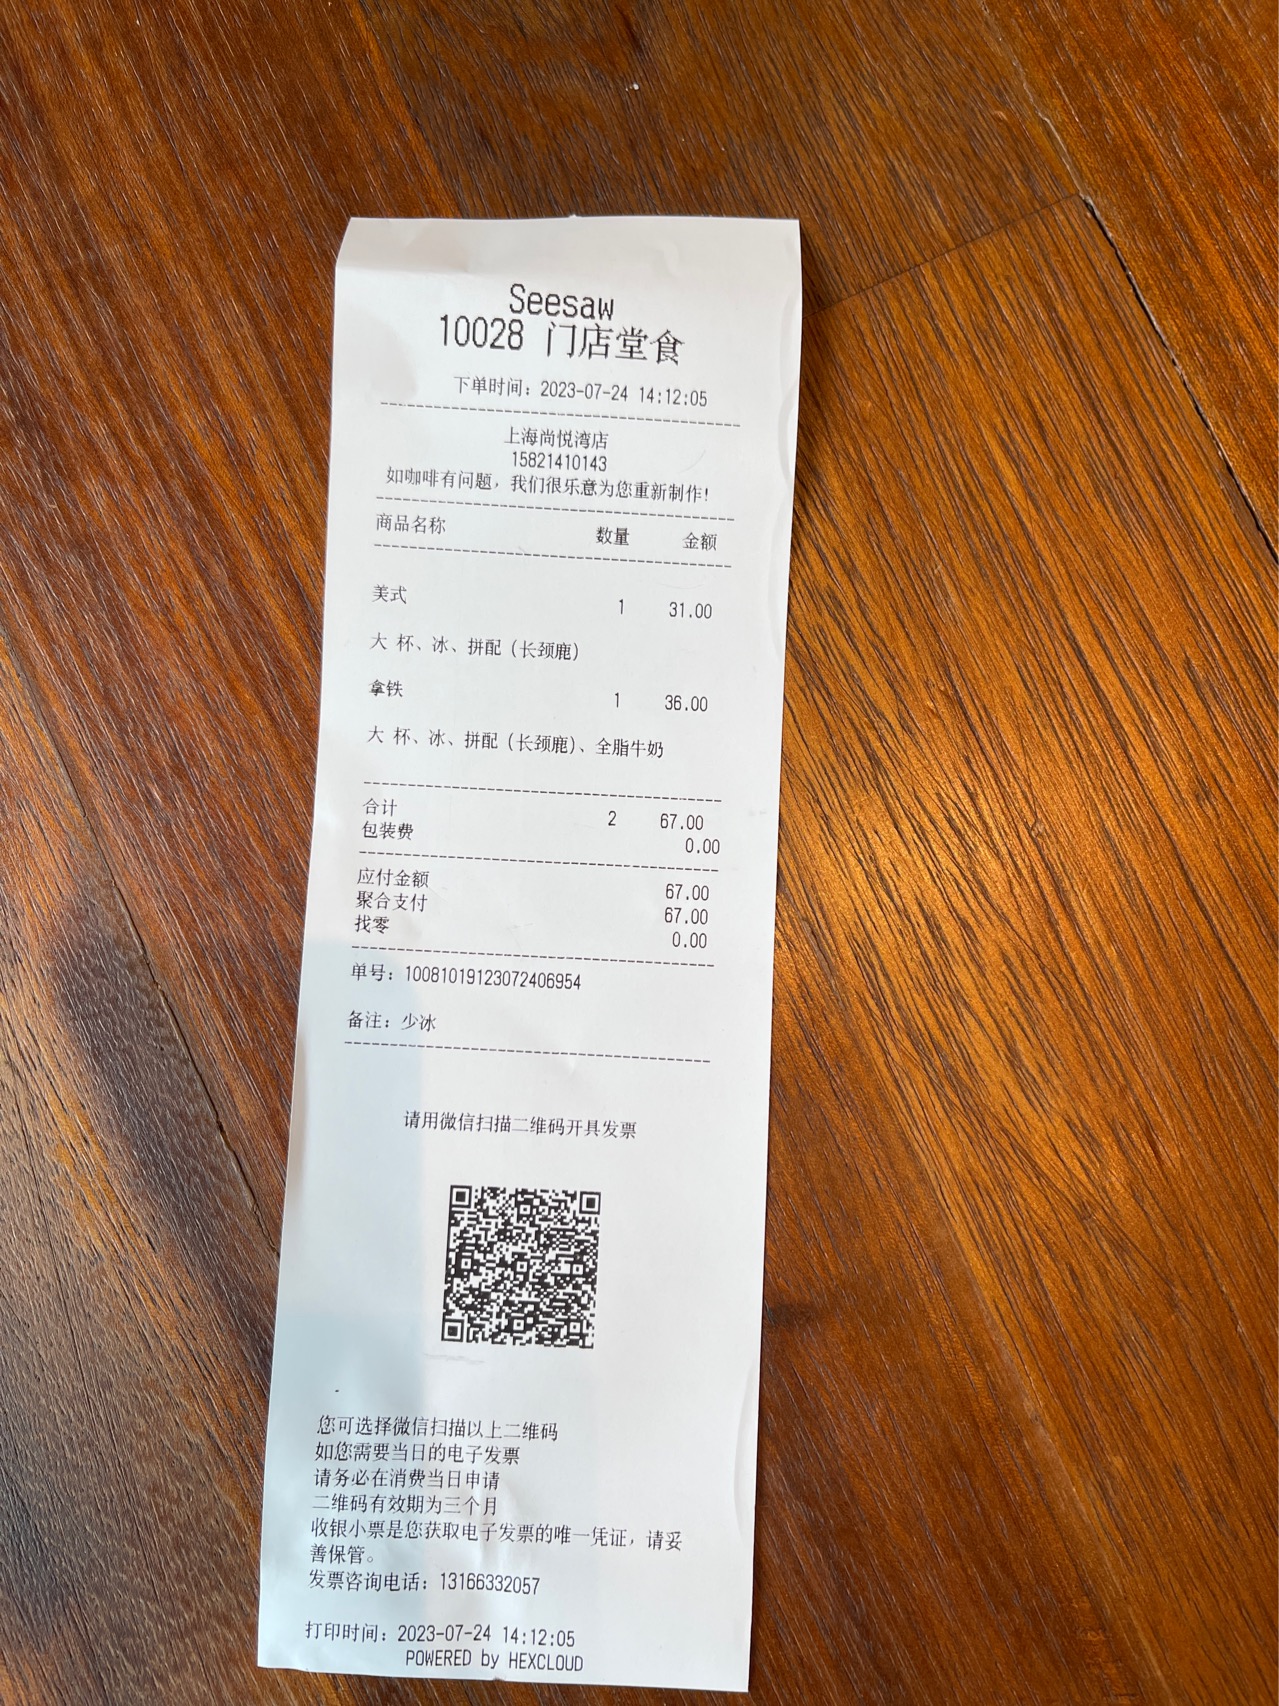 Seesaw
10028 门店堂食
下单时间：2023-07-24 14:12:05
上海尚悦湾店
15821410143
如咖啡有问题，我们很乐意为您重新制作！
商品名称 数量 金额
美式 1 31.00
大 杯、冰、拼配（长颈鹿）
拿铁 1 36.00
大 杯、冰、拼配（长颈鹿）、全脂牛奶
合计 2 67.00
包装费 0.00
应付金额 67.00
聚合支付 67.00
找零 0.00
单号：10081019123072406954
备注：少冰
请用微信扫描二维码开具发票
您可选择微信扫描以上二维码
如您需要当日的电子发票
请务必在消费当日申请
二维码有效期为三个月
收银小票是您获取电子发票的唯一凭证，请妥
善保管。
发票咨询电话：13166332057
打印时间：2023-07-24 14:12:05
POWERED by HEXCLOUD